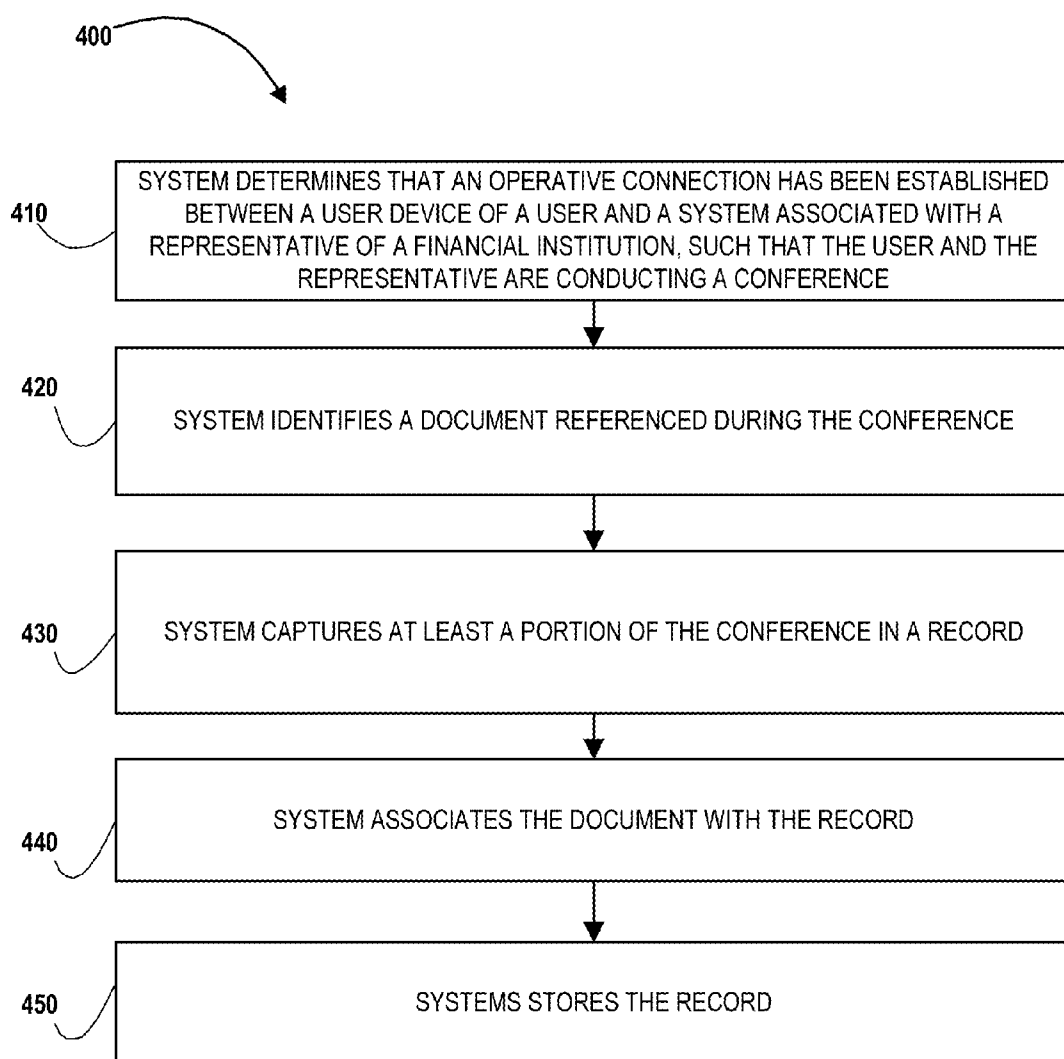 400
410
SYSTEM DETERMINES THAT AN OPERATIVE CONNECTION HAS BEEN ESTABLISHED
BETWEEN A USER DEVICE OF A USER AND A SYSTEM ASSOCIATED WITH A
REPRESENTATIVE OF A FINANCIAL INSTITUTION, SUCH THAT THE USER AND THE
REPRESENTATIVE ARE CONDUCTING A CONFERENCE
420
SYSTEM IDENTIFIES A DOCUMENT REFERENCED DURING THE CONFERENCE
430
SYSTEM CAPTURES AT LEAST A PORTION OF THE CONFERENCE IN A RECORD
440
SYSTEM ASSOCIATES THE DOCUMENT WITH THE RECORD
450
SYSTEMS STORES THE RECORD